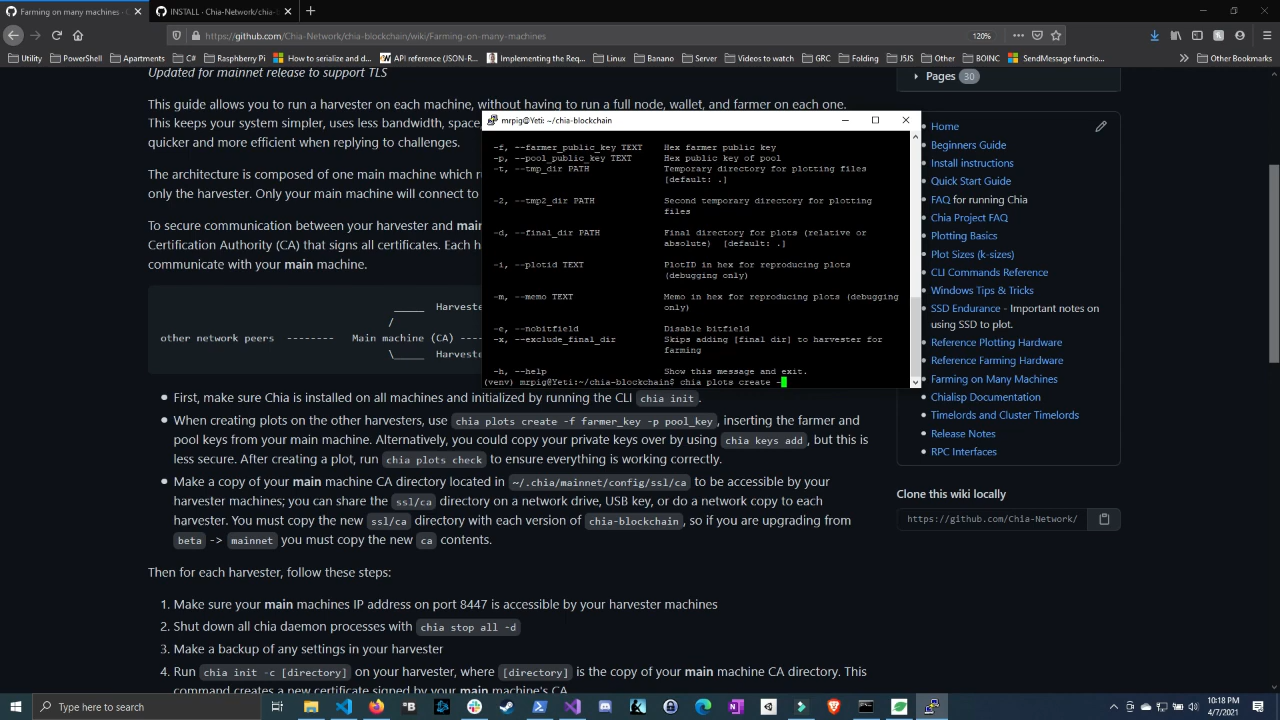 Farming on many machines · C
INSTALL · Chia-Network/chia-b
https://github.com/Chia-Network/chia-blockchain/wiki/Farming-on-many-machines
120%
Utility
PowerShell
Apartments
C#
Raspberry Pi
How to serialize and d...
API reference (JSON-R...
Implementing the Req...
Linux
Banano
Server
Videos to watch
GRC
Folding
JSJS
Other
BOINC
SendMessage functio...
Other Bookmarks
Updated for mainnet release to support TLS
This guide allows you to run a harvester on each machine, without having to run a full node, wallet, and farmer on each one.
This keeps your system simpler, uses less bandwidth, space
quicker and more efficient when replying to challenges.
The architecture is composed of one main machine which r
only the harvester. Only your main machine will connect to
To secure communication between your harvester and main
Certification Authority (CA) that signs all certificates. Each h
communicate with your main machine.
_____ Harveste
/
other network peers -------- Main machine (CA) ---
\_____ Harveste
mrpig@Yeti: ~/chia-blockchain
-f, --farmer_public_key TEXT Hex farmer public key
-p, --pool_public_key TEXT Hex public key of pool
-t, --tmp_dir PATH Temporary directory for plotting files
[default: .]
-2, --tmp2_dir PATH Second temporary directory for plotting
files
-d, --final_dir PATH Final directory for plots (relative or
absolute) [default: .]
-i, --plotid TEXT PlotID in hex for reproducing plots
(debugging only)
-m, --memo TEXT Memo in hex for reproducing plots (debugging
only)
-e, --nobitfield Disable bitfield
-x, --exclude_final_dir Skips adding [final dir] to harvester for
farming
-h, --help Show this message and exit.
(venv) mrpig@Yeti:~/chia-blockchain$ chia plots create -
First, make sure Chia is installed on all machines and initialized by running the CLI chia init.
When creating plots on the other harvesters, use chia plots create -f farmer_key -p pool_key, inserting the farmer and
pool keys from your main machine. Alternatively, you could copy your private keys over by using chia keys add, but this is
less secure. After creating a plot, run chia plots check to ensure everything is working correctly.
Make a copy of your main machine CA directory located in ~/.chia/mainnet/config/ssl/ca to be accessible by your
harvester machines; you can share the ssl/ca directory on a network drive, USB key, or do a network copy to each
harvester. You must copy the new ssl/ca directory with each version of chia-blockchain, so if you are upgrading from
beta -> mainnet you must copy the new ca contents.
Then for each harvester, follow these steps:
1. Make sure your main machines IP address on port 8447 is accessible by your harvester machines
2. Shut down all chia daemon processes with chia stop all -d
3. Make a backup of any settings in your harvester
4. Run chia init -c [directory] on your harvester, where [directory] is the copy of your main machine CA directory. This
command creates a new certificate signed by your main machine's CA
Pages 30
Home
Beginners Guide
Install instructions
Quick Start Guide
FAQ for running Chia
Chia Project FAQ
Plotting Basics
Plot Sizes (k-sizes)
CLI Commands Reference
Windows Tips & Tricks
SSD Endurance - Important notes on
using SSD to plot.
Reference Plotting Hardware
Reference Farming Hardware
Farming on Many Machines
Chialisp Documentation
Timelords and Cluster Timelords
Release Notes
RPC Interfaces
Clone this wiki locally
https://github.com/Chia-Network/
Type here to search
10:18 PM
4/7/2021